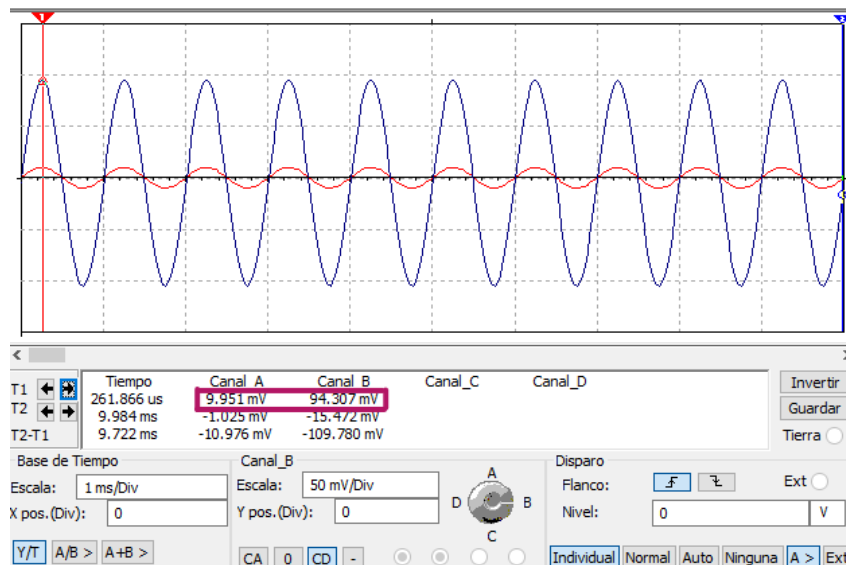 1
Tiempo Canal_A Canal_B Canal_C Canal_D
T1 261.866 us 9.951 mV 94.307 mV
T2 9.984 ms -1.025 mV -15.472 mV
T2-T1 9.722 ms -10.976 mV -109.780 mV
Invertir
Guardar
Tierra
Base de Tiempo
Escala: 1 ms/Div
X pos.(Div): 0
Y/T A/B > A+B >
Canal_B
Escala: 50 mV/Div
Y pos.(Div): 0
CA 0 CD -
A
D B
C
Disparo
Flanco: Ext
Nivel: 0 V
Individual Normal Auto Ninguna A > Ext